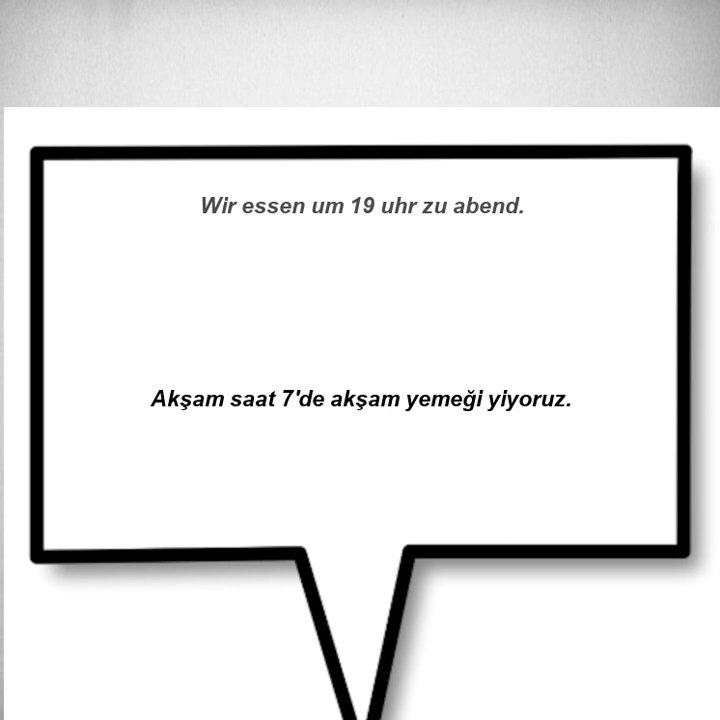 Wir essen um 19 uhr zu abend.
Akşam saat 7'de akşam yemeği yiyoruz.